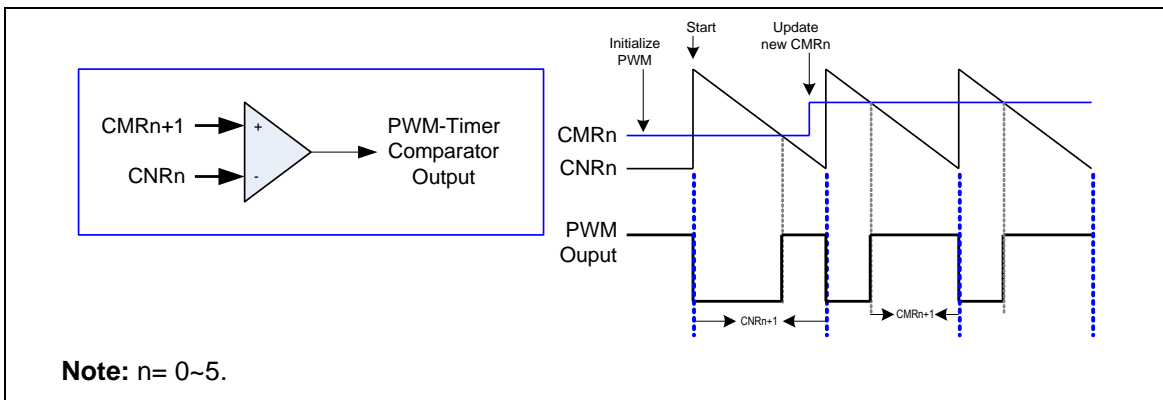 CMRn+1
CNRn
+
-
PWM-Timer
Comparator
Output
Initialize
PWM
Start
Update
new CMRn
CMRn
CNRn
PWM
Ouput
CNRn+1
CMRn+1
Note: n= 0~5.